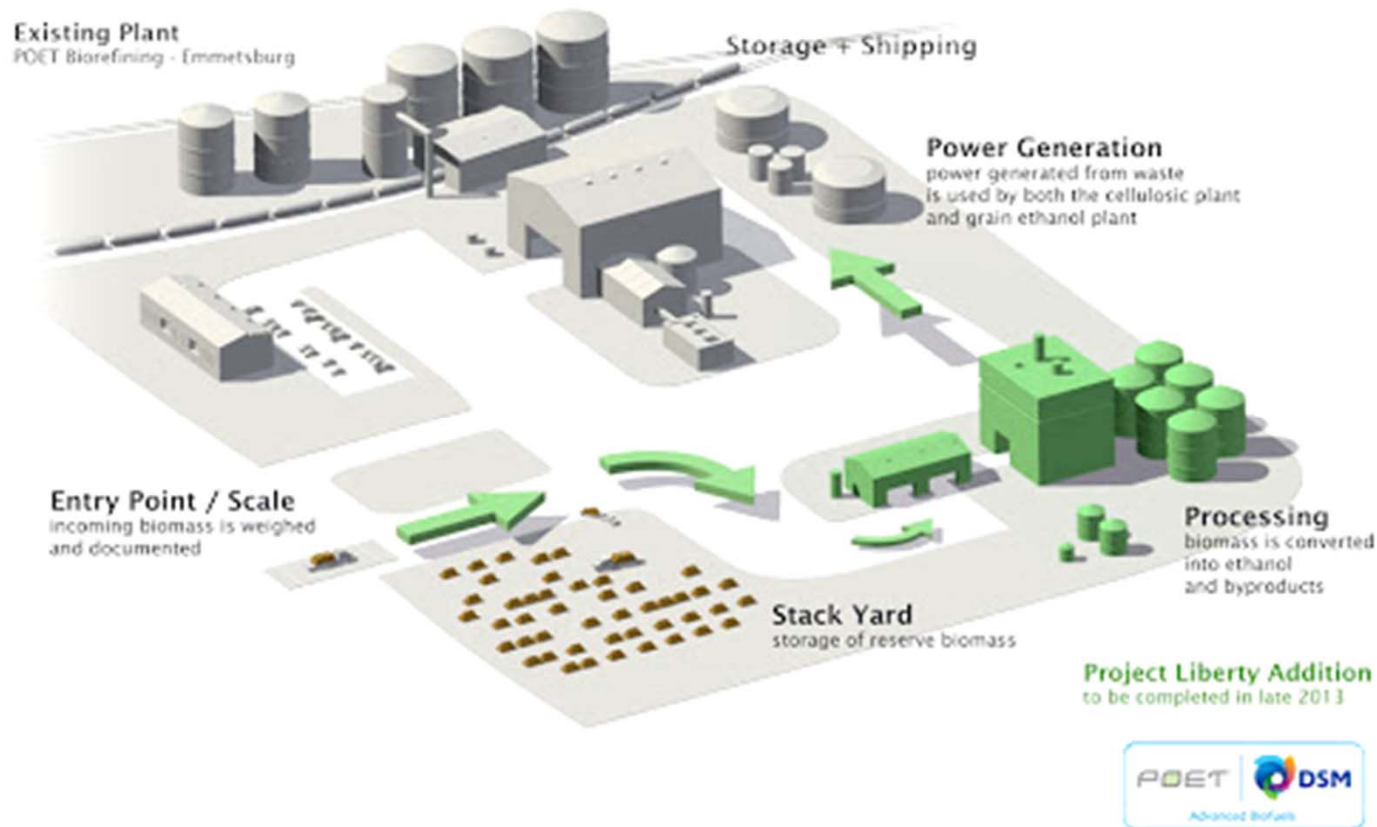 Existing Plant
POET Biorefining - Emmetsburg
Storage + Shipping
Power Generation
power generated from waste
is used by both the cellulosic plant
and grain ethanol plant
Entry Point / Scale
incoming biomass is weighed
and documented
Processing
biomass is converted
into ethanol
and byproducts
Stack Yard
storage of reserve biomass
Project Liberty Addition
to be completed in late 2013
POET DSM
Advanced Biofuels